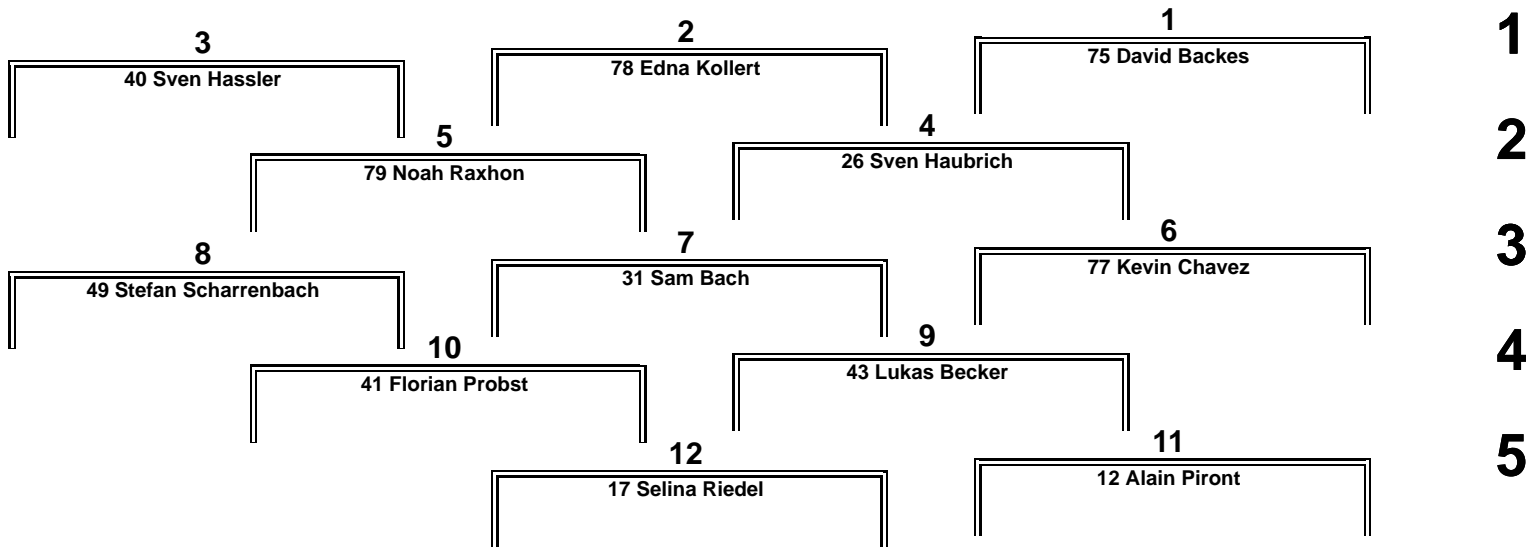 3 2 1 1
40 Sven Hassler 78 Edna Kollert 75 David Backes
5 4 2
79 Noah Raxhon 26 Sven Haubrich
8 7 6 3
49 Stefan Scharrenbach 31 Sam Bach 77 Kevin Chavez
10 9 4
41 Florian Probst 43 Lukas Becker
12 11 5
17 Selina Riedel 12 Alain Piront